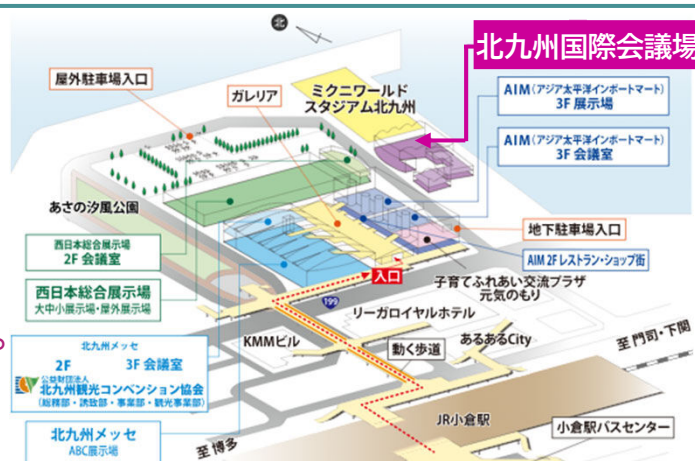 北
北九州国際会議場
屋外駐車場入口
ガレリア
ミクニワールド
スタジアム北九州
AIM(アジア太平洋インポートマート)
3F 展示場
AIM(アジア太平洋インポートマート)
3F 会議室
あさの汐風公園
地下駐車場入口
西日本総合展示場
2F 会議室
AIM 2F レストラン・ショップ街
入口
子育てふれあい交流プラザ
元気のもり
西日本総合展示場
大中小展示場・屋外展示場
199
リーガロイヤルホテル
KMMビル
動く歩道
あるあるCity
至 門司・下関
北九州メッセ
2F 3F 会議室
公益財団法人
北九州観光コンベンション協会
(総務部・誘致部・事業部・観光事業部)
JR小倉駅
小倉駅バスセンター
北九州メッセ
ABC展示場
至 博多